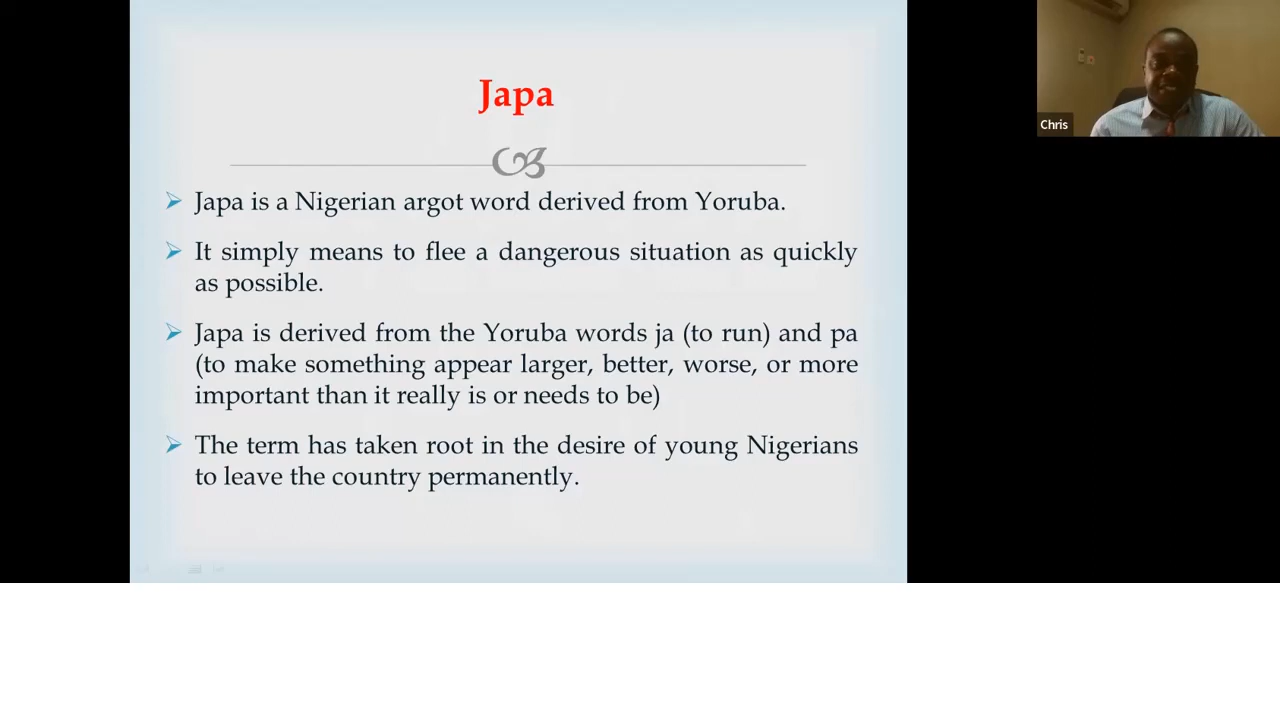 Japa
Japa is a Nigerian argot word derived from Yoruba.
It simply means to flee a dangerous situation as quickly
as possible.
Japa is derived from the Yoruba words ja (to run) and pa
(to make something appear larger, better, worse, or more
important than it really is or needs to be)
The term has taken root in the desire of young Nigerians
to leave the country permanently.
Chris